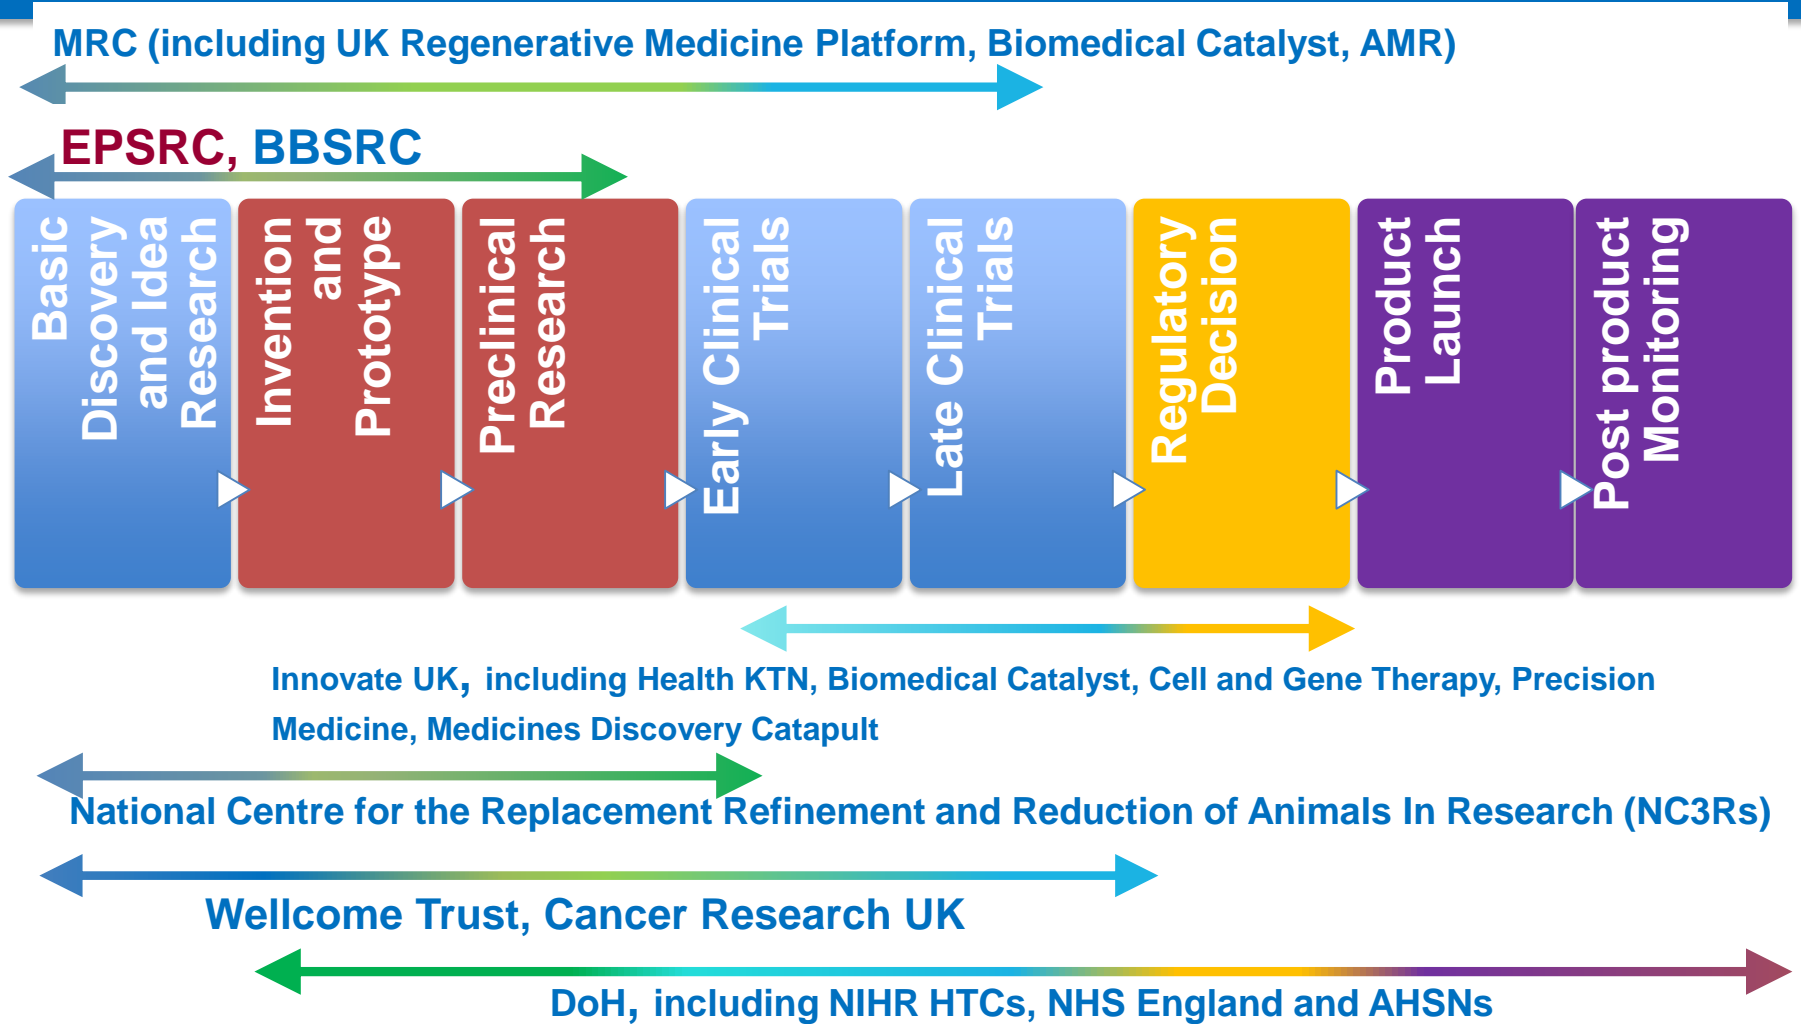 MRC (including UK Regenerative Medicine Platform, Biomedical Catalyst, AMR)
EPSRC, BBSRC
Basic
Discovery
and Idea
Research
Invention
and
Prototype
Preclinical
Research
Early Clinical
Trials
Late Clinical
Trials
Regulatory
Decision
Product
Launch
Post product
Monitoring
Innovate UK, including Health KTN, Biomedical Catalyst, Cell and Gene Therapy, Precision
Medicine, Medicines Discovery Catapult
National Centre for the Replacement Refinement and Reduction of Animals In Research (NC3Rs)
Wellcome Trust, Cancer Research UK
DoH, including NIHR HTCs, NHS England and AHSNs